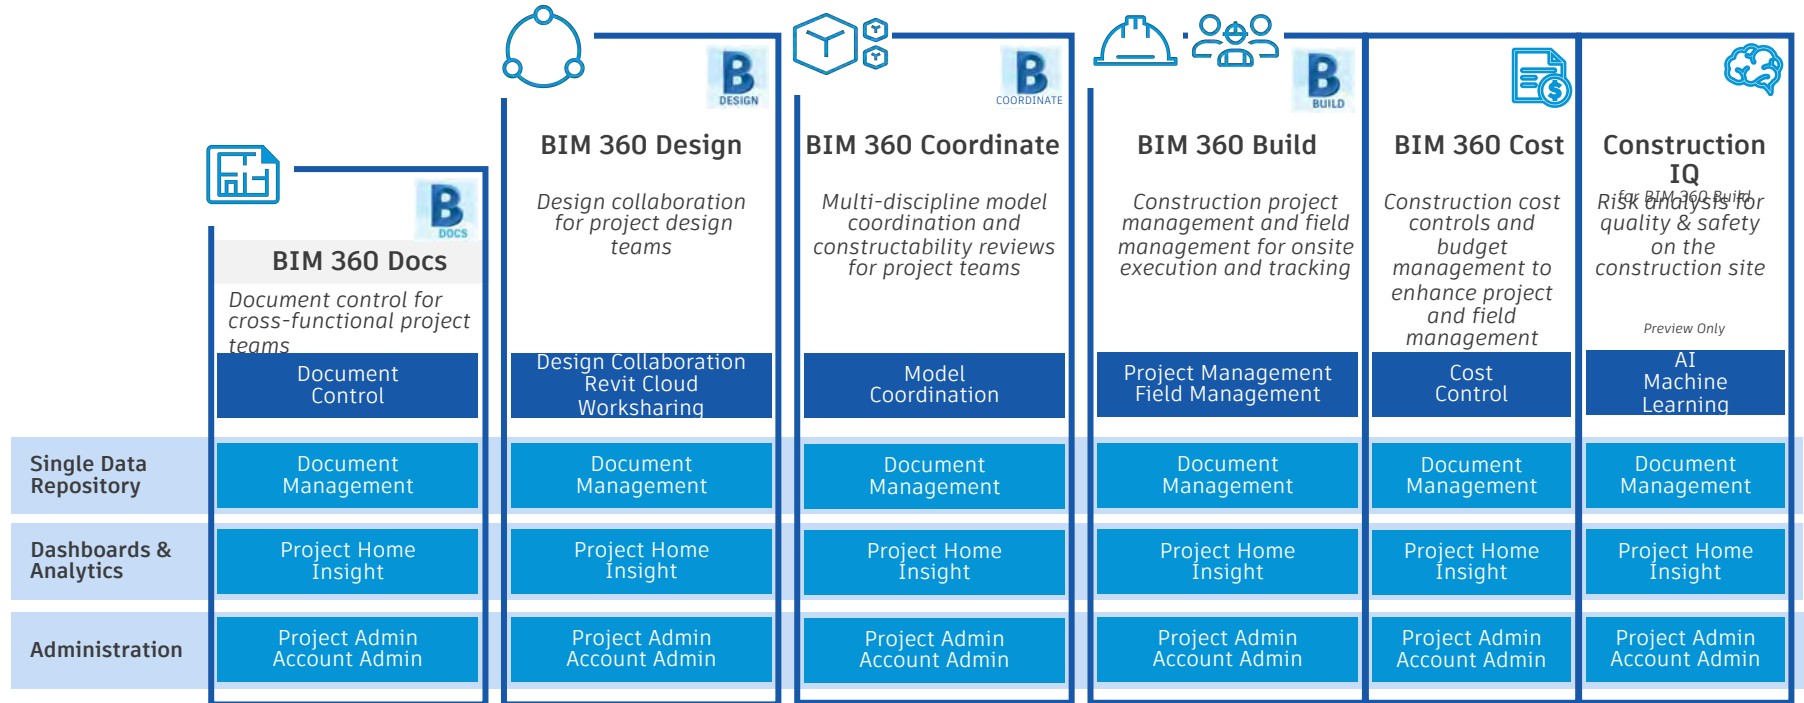 B
DESIGN
B
COORDINATE
B
BUILD
B
DOCS
BIM 360 Docs
Document control for
cross-functional project
teams
Document
Control
BIM 360 Design
Design collaboration
for project design
teams
Design Collaboration
Revit Cloud
Worksharing
BIM 360 Coordinate
Multi-discipline model
coordination and
constructability reviews
for project teams
Model
Coordination
BIM 360 Build
Construction project
management and field
management for onsite
execution and tracking
Project Management
Field Management
BIM 360 Cost
Construction cost
controls and
budget
management to
enhance project
and field
management
Cost
Control
Construction
IQ
for BIM 360 Build
Risk analysis for
quality & safety
on the
construction site
Preview Only
AI
Machine
Learning
Single Data
Repository
Document
Management
Document
Management
Document
Management
Document
Management
Document
Management
Document
Management
Dashboards &
Analytics
Project Home
Insight
Project Home
Insight
Project Home
Insight
Project Home
Insight
Project Home
Insight
Project Home
Insight
Administration
Project Admin
Account Admin
Project Admin
Account Admin
Project Admin
Account Admin
Project Admin
Account Admin
Project Admin
Account Admin
Project Admin
Account Admin